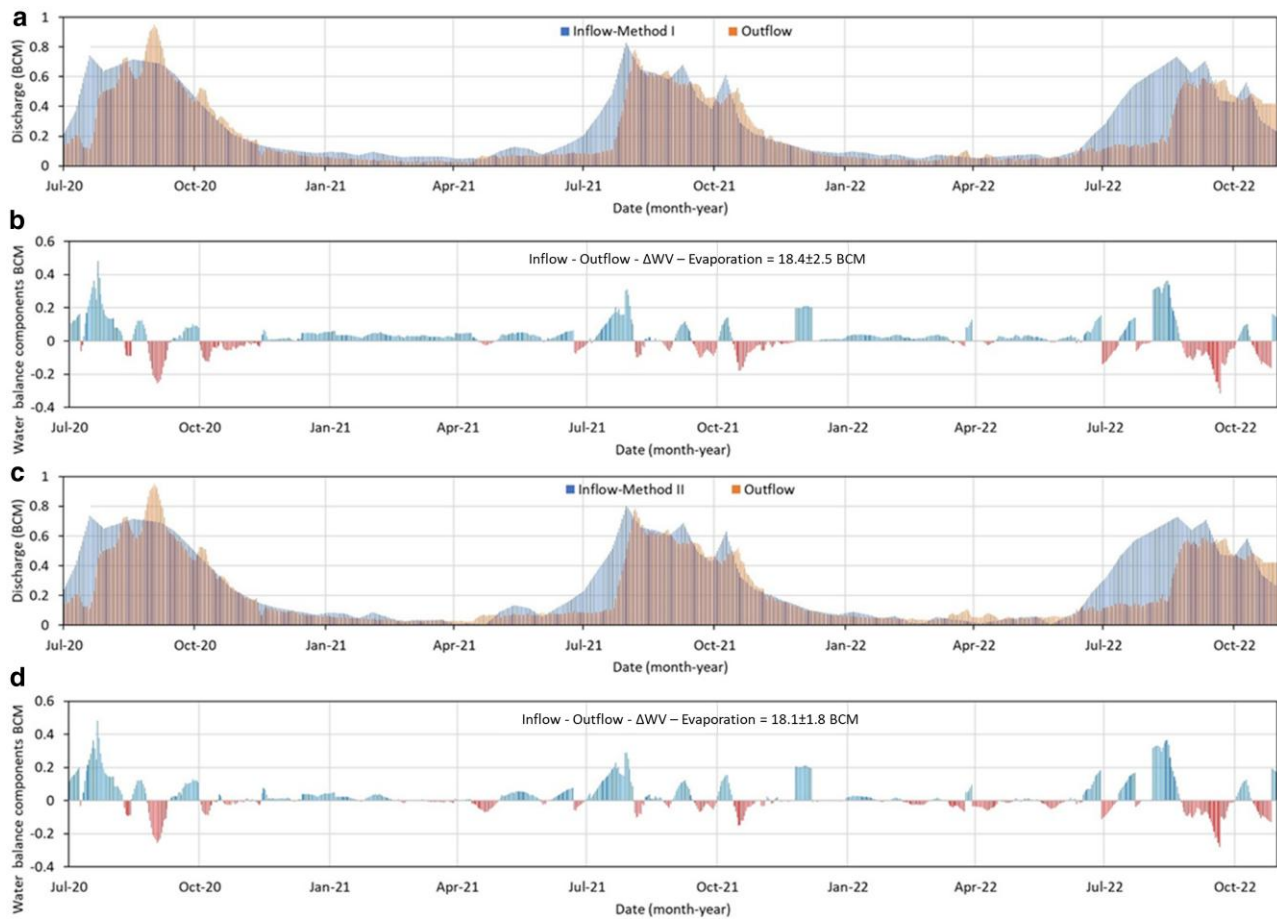 a
Discharge (BCM)
Inflow-Method I Outflow
1
0.8
0.6
0.4
0.2
0
Jul-20 Oct-20 Jan-21 Apr-21 Jul-21 Oct-21 Jan-22 Apr-22 Jul-22 Oct-22
Date (month-year)
b
Water balance components BCM
Inflow - Outflow - ΔWV – Evaporation = 18.4±2.5 BCM
0.6
0.4
0.2
0
-0.2
-0.4
Jul-20 Oct-20 Jan-21 Apr-21 Jul-21 Oct-21 Jan-22 Apr-22 Jul-22 Oct-22
Date (month-year)
c
Discharge (BCM)
Inflow-Method II Outflow
1
0.8
0.6
0.4
0.2
0
Jul-20 Oct-20 Jan-21 Apr-21 Jul-21 Oct-21 Jan-22 Apr-22 Jul-22 Oct-22
Date (month-year)
d
Water balance components BCM
Inflow - Outflow - ΔWV – Evaporation = 18.1±1.8 BCM
0.6
0.4
0.2
0
-0.2
-0.4
Jul-20 Oct-20 Jan-21 Apr-21 Jul-21 Oct-21 Jan-22 Apr-22 Jul-22 Oct-22
Date (month-year)